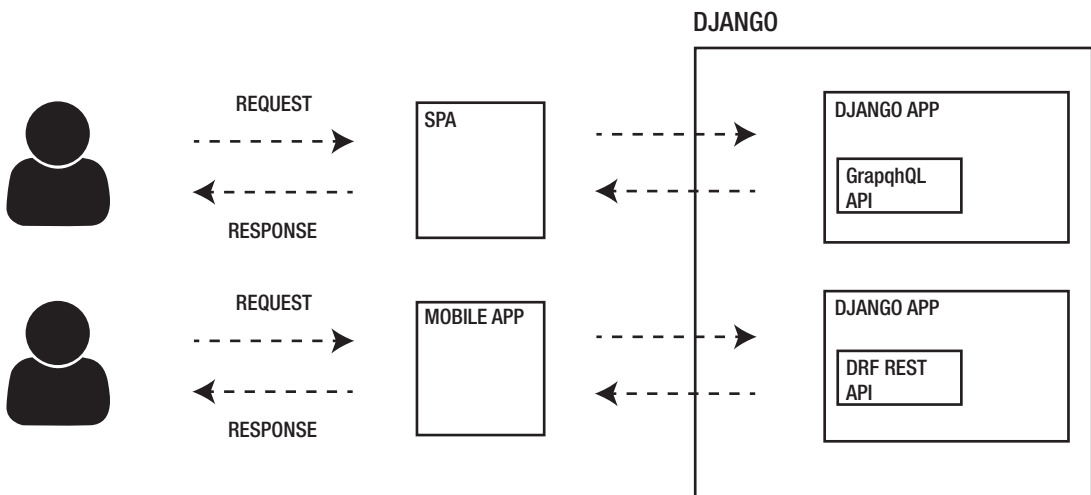 DJANGO
REQUEST
SPA
DJANGO APP
GrapqhQL
API
RESPONSE
REQUEST
MOBILE APP
DJANGO APP
DRF REST
API
RESPONSE